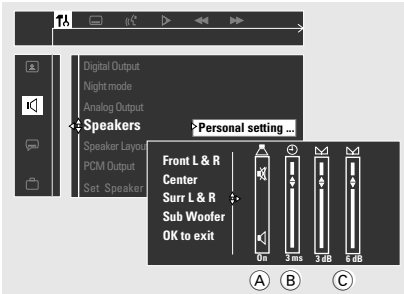 Digital Output
Night mode
Analog Output
Speakers
Personal setting ...
Speaker Layou
PCM Output
Set Speaker
Front L & R
Center
Surr L & R
Sub Woofer
OK to exit
On 3 ms 3 dB 6 dB
A B C